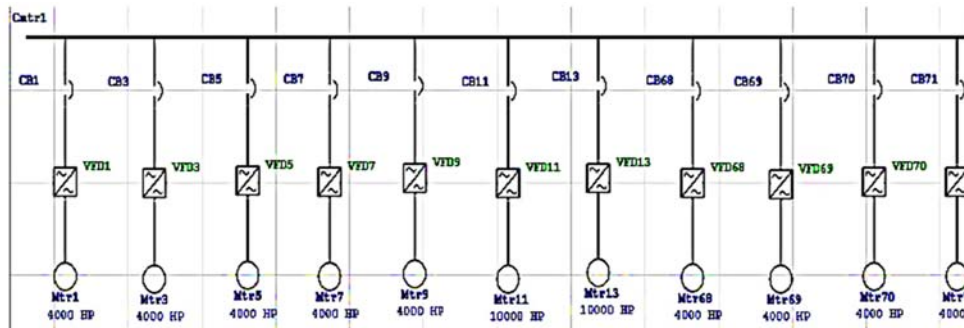 Cmtr1
CB1 CB3 CB5 CB7 CB9 CB11 CB13 CB68 CB69 CB70 CB71
VFD1 VFD3 VFD5 VFD7 VFD9 VFD11 VFD13 VFD68 VFD69 VFD70
Mtr1 Mtr3 Mtr5 Mtr7 Mtr9 Mtr11 Mtr13 Mtr68 Mtr69 Mtr70
4000 HP 4000 HP 4000 HP 4000 HP 4000 HP 10000 HP 10000 HP 4000 HP 4000 HP 4000 HP